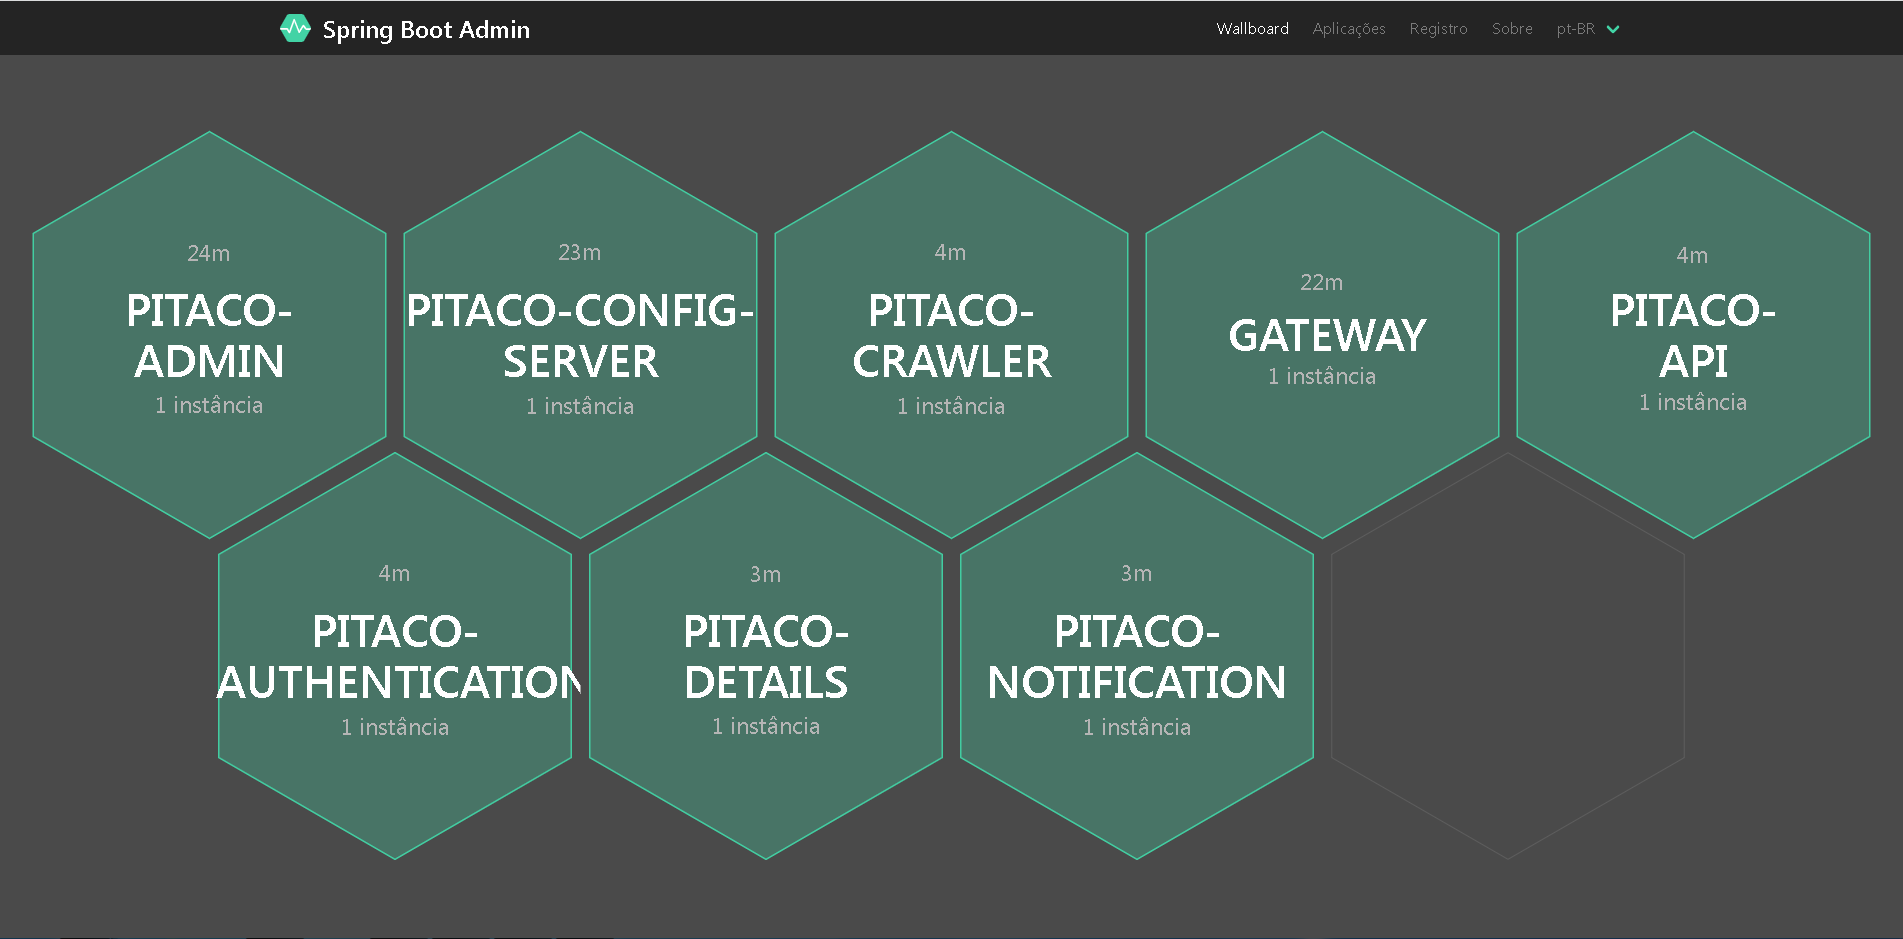 Spring Boot Admin
Wallboard Aplicações Registro Sobre pt-BR
24m
PITACO-
ADMIN
1 instância
23m
PITACO-CONFIG-
SERVER
1 instância
4m
PITACO-
CRAWLER
1 instância
22m
GATEWAY
1 instância
4m
PITACO-
API
1 instância
4m
PITACO-
AUTHENTICATION
1 instância
3m
PITACO-
DETAILS
1 instância
3m
PITACO-
NOTIFICATION
1 instância